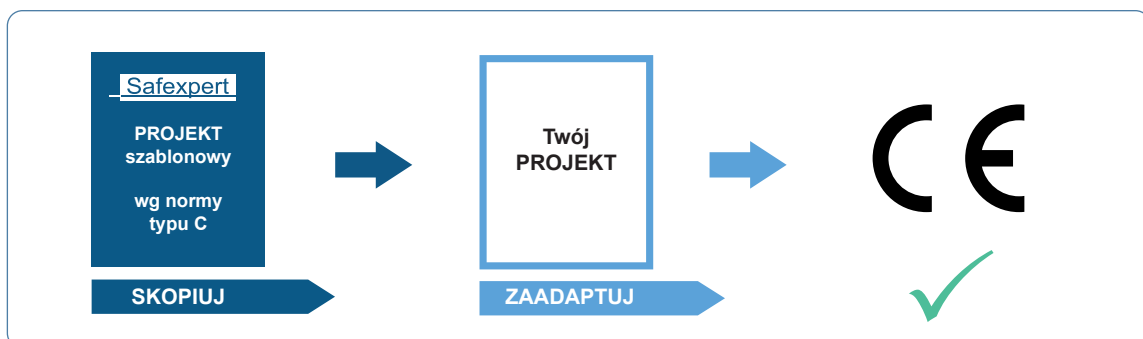 Safexpert
PROJEKT
szablonowy
wg normy
typu C
SKOPIUJ
Twój
PROJEKT
ZAADAPTUJ
CE